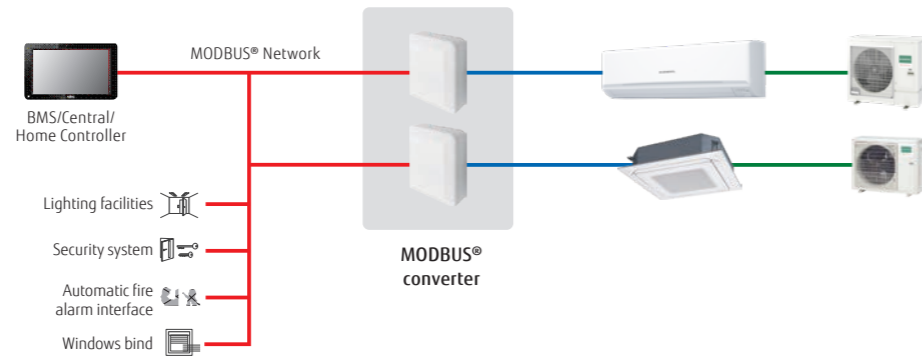 MODBUS® Network
BMS/Central/
Home Controller
Lighting facilities
Security system
Automatic fire
alarm interface
Windows bind
MODBUS®
converter